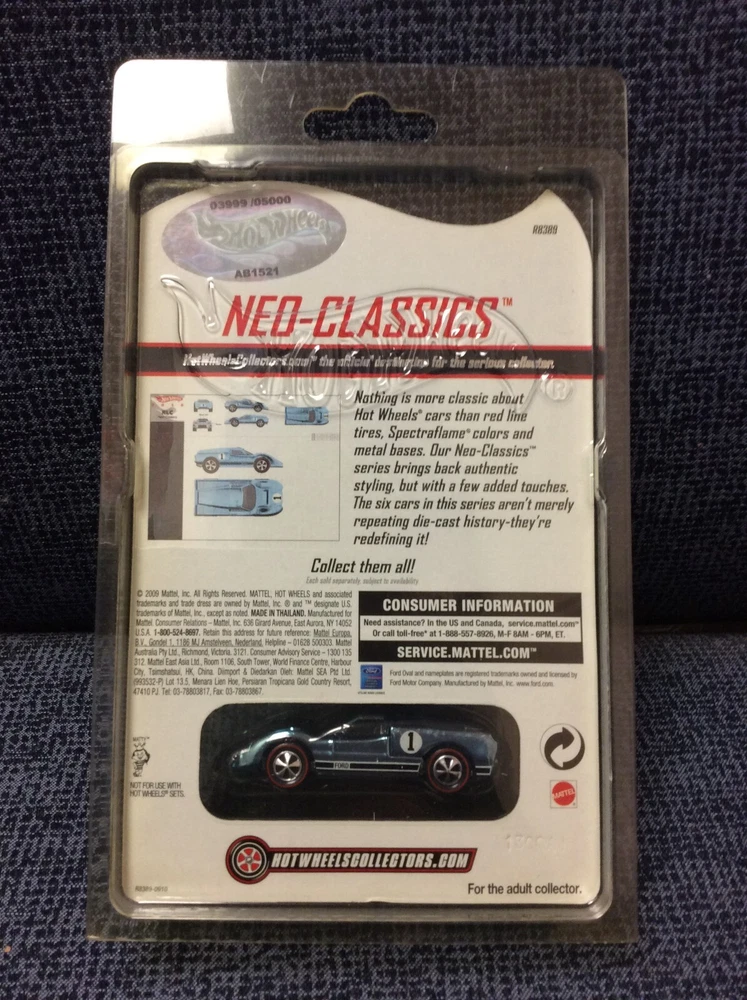 03999 /05000
Hot Wheels
AB1521
R8389
NEO-CLASSICS™
HotWheelsCollectors.com™ the official destination for the serious collector.
Nothing is more classic about
Hot Wheels® cars than red line
tires, Spectraflame® colors and
metal bases. Our Neo-Classics™
series brings back authentic
styling, but with a few added touches.
The six cars in this series aren't merely
repeating die-cast history-they're
redefining it!
Collect them all!
Each sold separately, subject to availability.
© 2009 Mattel, Inc. All Rights Reserved. MATTEL, HOT WHEELS and associated
trademarks and trade dress are owned by Mattel, Inc. ® and ™ designate U.S.
trademarks of Mattel, Inc., except as noted. MADE IN THAILAND. Manufactured for
Mattel. Consumer Relations – Mattel, Inc. 636 Girard Avenue, East Aurora, NY 14052
U.S.A. 1-800-524-8697. Retain this address for future reference: Mattel Europa,
B.V., Gondel 1, 1186 MJ Amstelveen, Nederland. Helpline – 01628 500303. Mattel
Australia Pty Ltd., Richmond, Victoria. 3121. Consumer Advisory Service – 1300 135
312. Mattel East Asia Ltd., Room 1106, South Tower, World Finance Centre, Harbour
City, Tsimshatsui, HK, China. Diimport & Diedarkan Oleh: Mattel SEA Ptd Ltd.
(993532-P) Lot 13.5, Menara Lien Hoe, Persiaran Tropicana Golf Country Resort,
47410 PJ. Tel: 03-78803817, Fax: 03-78803867.
CONSUMER INFORMATION
Need assistance? In the US and Canada, service.mattel.com™
Or call toll-free* at 1-888-557-8926, M-F 8AM - 6PM, ET.
SERVICE.MATTEL.COM™
Ford Oval and nameplates are registered trademarks owned and licensed by
Ford Motor Company. Manufactured by Mattel, Inc. www.ford.com.
1
FORD
MATTEL
NOT FOR USE WITH
HOT WHEELS® SETS.
MATTEL
HOTWHEELSCOLLECTORS.COM
R8389-0910
For the adult collector.